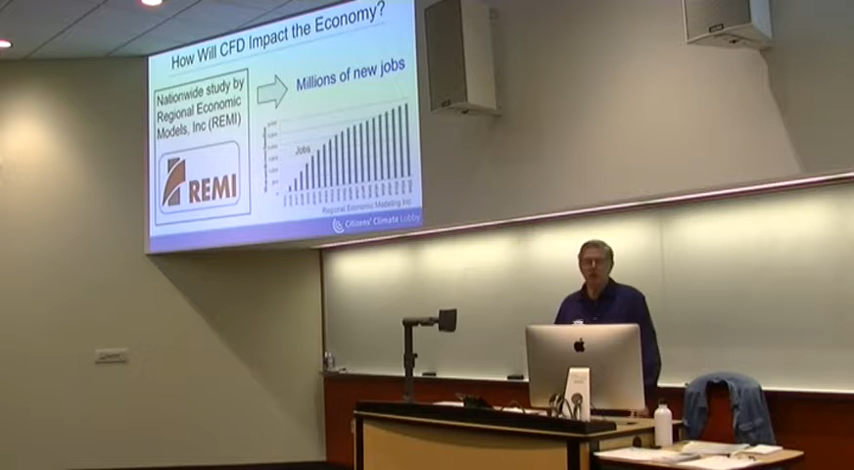 How Will CFD Impact the Economy?
Nationwide study by
Regional Economic
Models, Inc (REMI)
REMI
Millions of new jobs
Jobs
Regional Economic Modeling Inc
Citizens' Climate Lobby